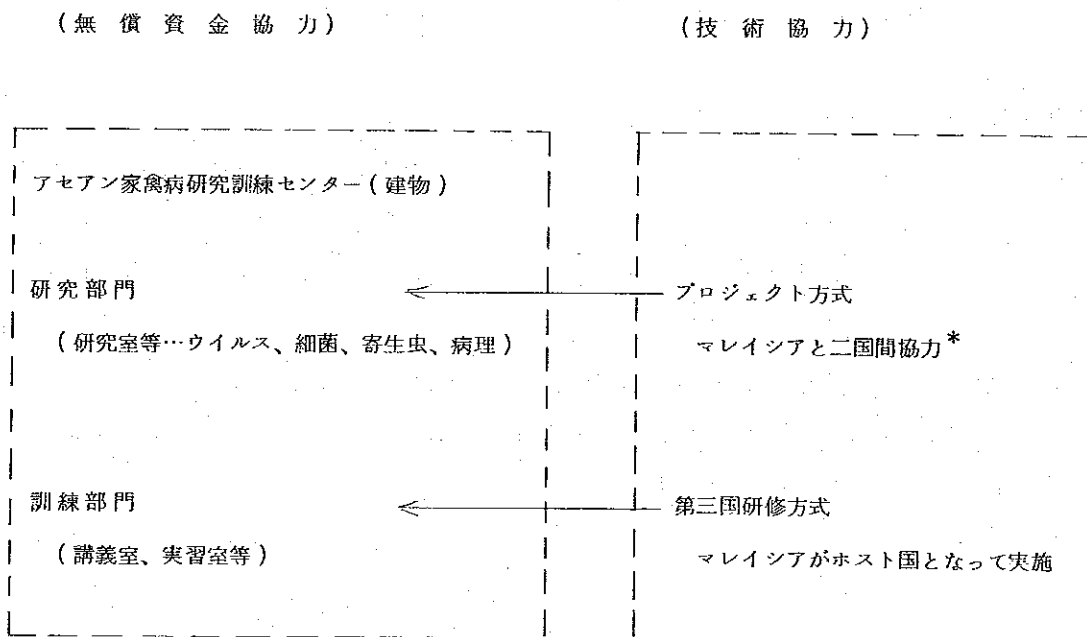 (無償資金協力)
(技術協力)
アセアン家禽病研究訓練センター(建物)
研究部門
プロジェクト方式
(研究室等…ウイルス、細菌、寄生虫、病理)
マレイシアと二国間協力*
訓練部門
第三国研修方式
(講義室、実習室等)
マレイシアがホスト国となって実施